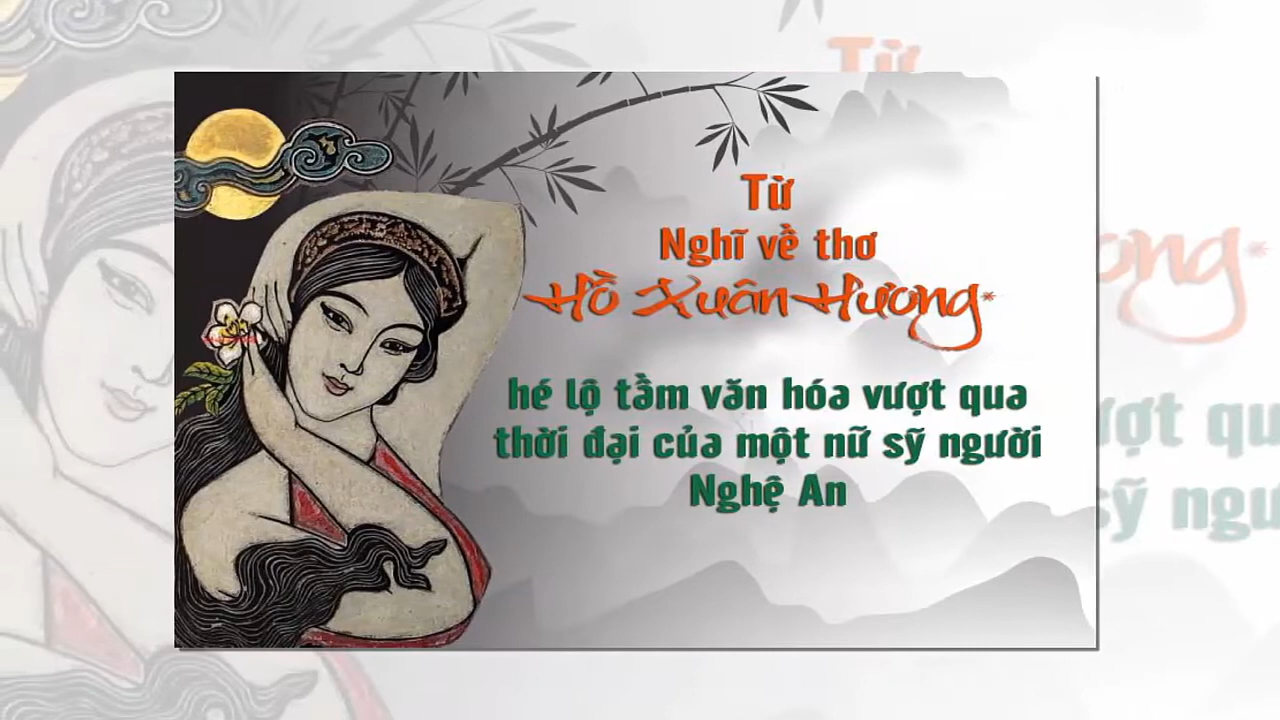 Từ
Nghĩ về thơ
Hồ Xuân Hương*
hé lộ tầm văn hóa vượt qua
thời đại của một nữ sỹ người
Nghệ An